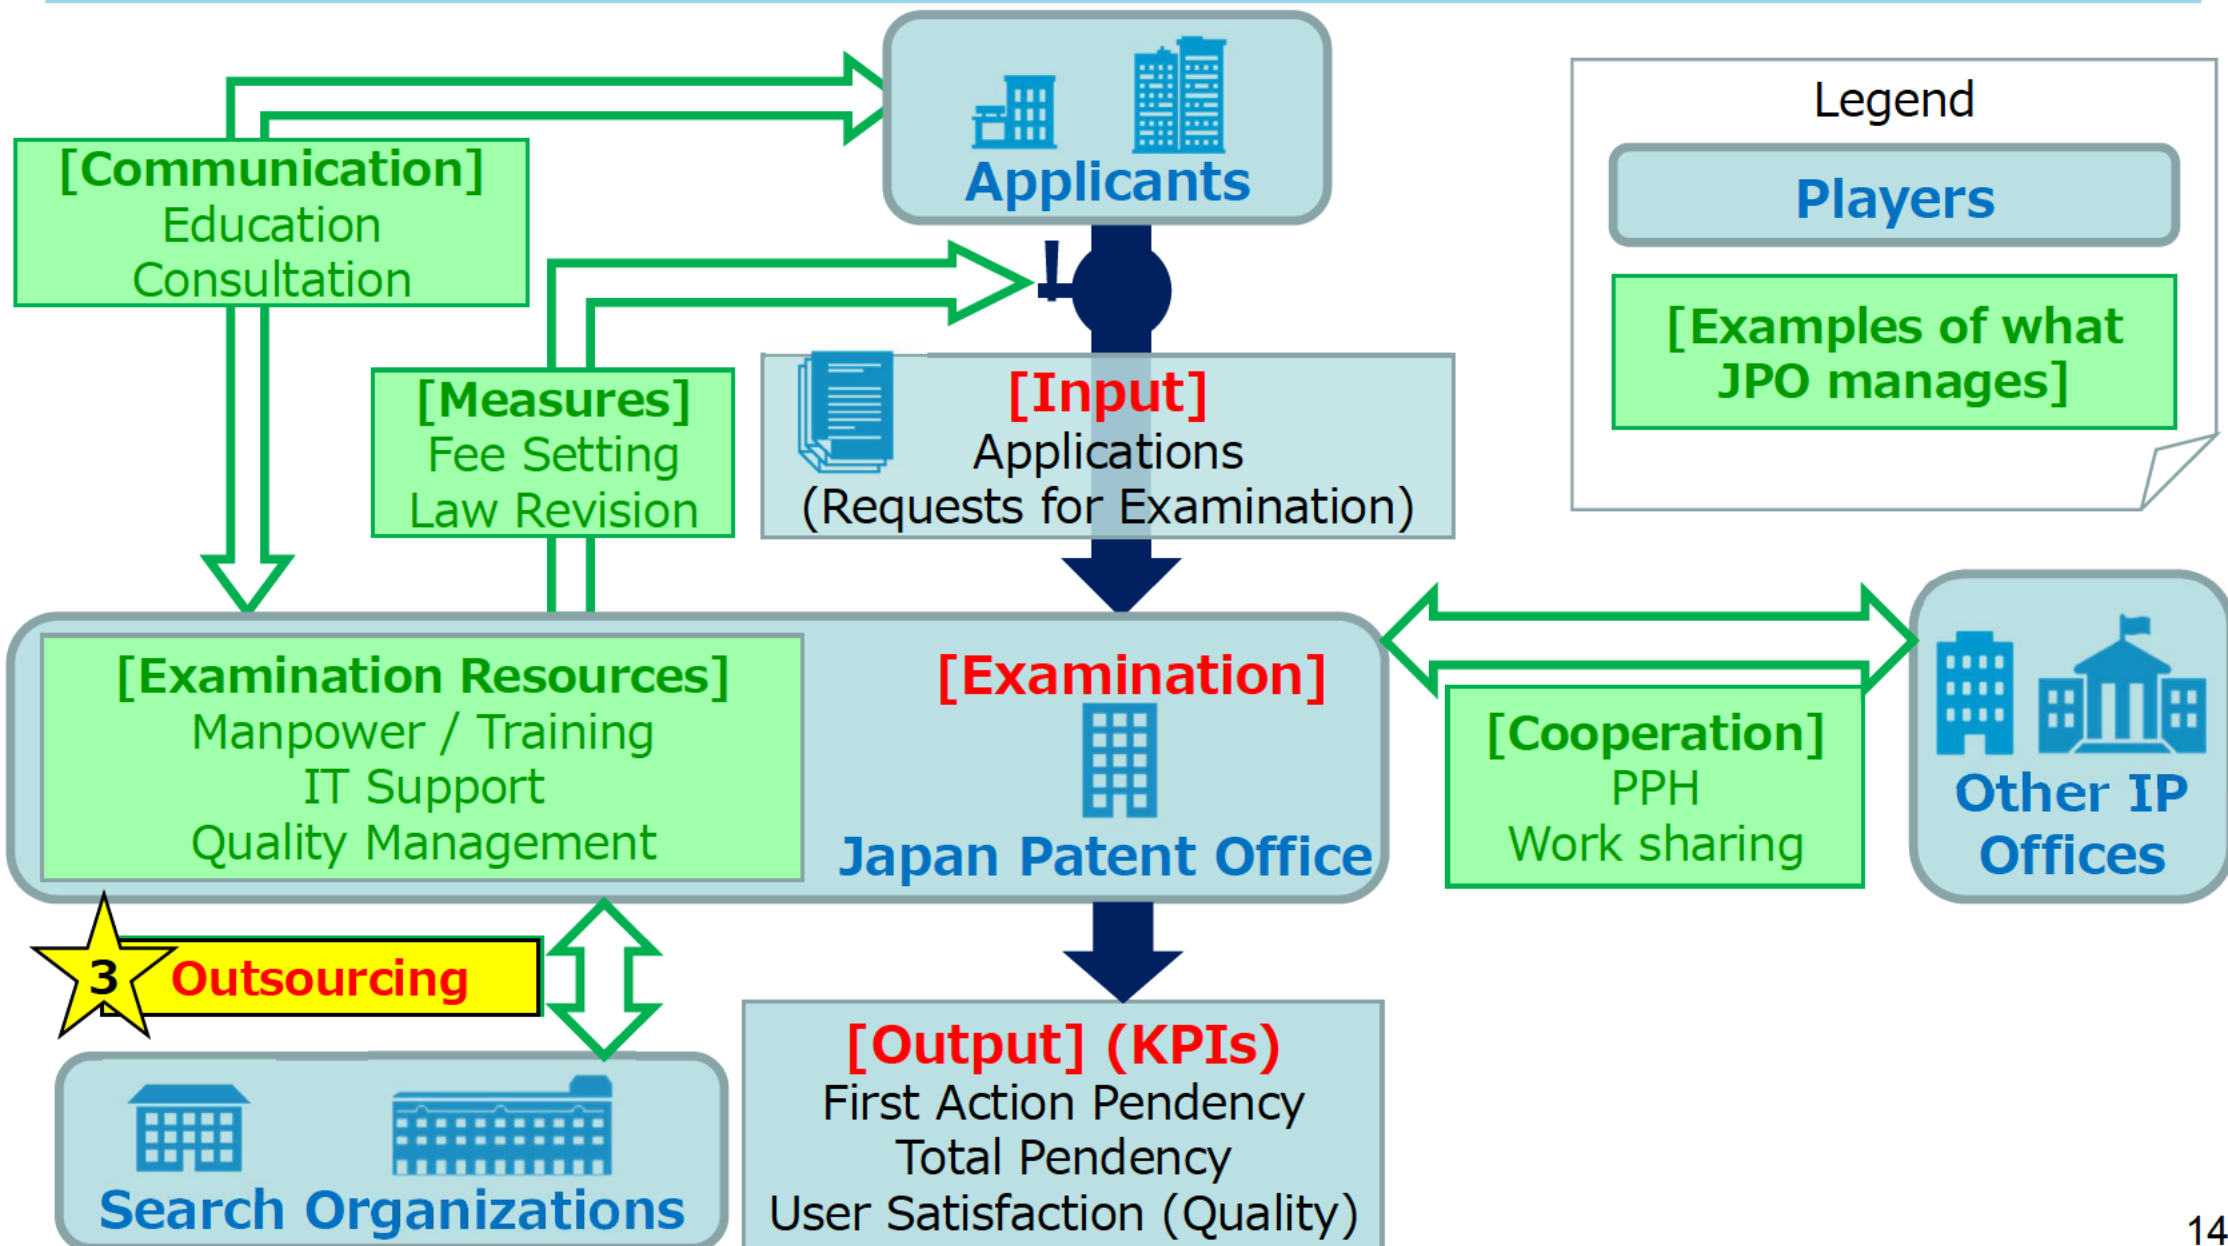 Applicants
Legend
Players
[Examples of what
JPO manages]
[Communication]
Education
Consultation
[Measures]
Fee Setting
Law Revision
[Input]
Applications
(Requests for Examination)
[Examination Resources]
Manpower / Training
IT Support
Quality Management
[Examination]
Japan Patent Office
[Cooperation]
PPH
Work sharing
Other IP
Offices
3
Outsourcing
Search Organizations
[Output] (KPIs)
First Action Pendency
Total Pendency
User Satisfaction (Quality)
14